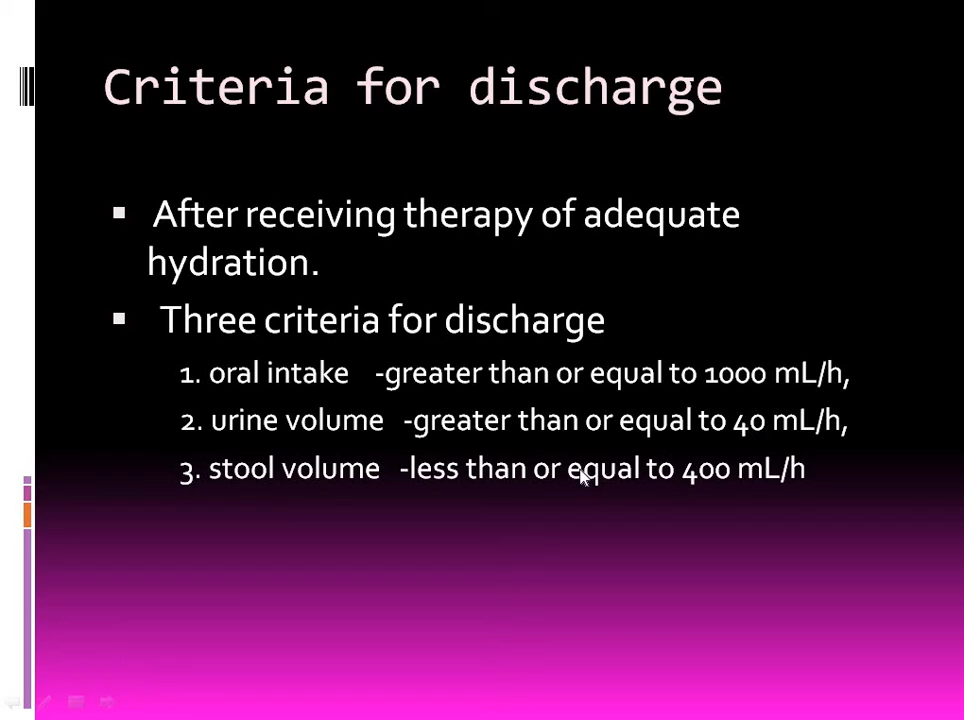 Criteria for discharge
▪ After receiving therapy of adequate
hydration.
▪ Three criteria for discharge
1. oral intake -greater than or equal to 1000 mL/h,
2. urine volume -greater than or equal to 40 mL/h,
3. stool volume -less than or equal to 400 mL/h